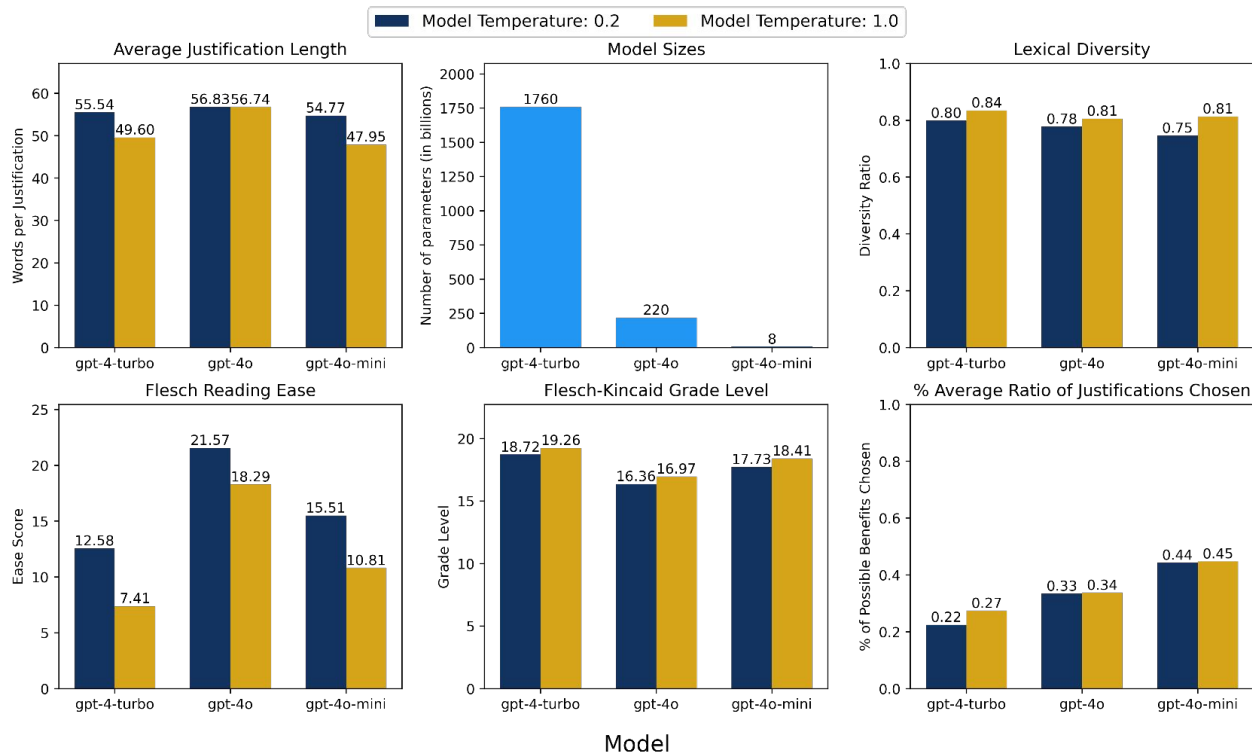 Model Temperature: 0.2 Model Temperature: 1.0
Average Justification Length
Words per Justification
60
50
40
30
20
10
0
55.54 49.60 56.83 56.74 54.77 47.95
gpt-4-turbo gpt-4o gpt-4o-mini
Model Sizes
Number of parameters (in billions)
2000
1750
1500
1250
1000
750
500
250
0
1760 220 8
gpt-4-turbo gpt-4o gpt-4o-mini
Lexical Diversity
Diversity Ratio
1.0
0.8
0.6
0.4
0.2
0.0
0.80 0.84 0.78 0.81 0.75 0.81
gpt-4-turbo gpt-4o gpt-4o-mini
Flesch Reading Ease
Ease Score
25
20
15
10
5
0
12.58 7.41 21.57 18.29 15.51 10.81
gpt-4-turbo gpt-4o gpt-4o-mini
Flesch-Kincaid Grade Level
Grade Level
20
15
10
5
0
18.72 19.26 16.36 16.97 17.73 18.41
gpt-4-turbo gpt-4o gpt-4o-mini
% Average Ratio of Justifications Chosen
% of Possible Benefits Chosen
1.0
0.8
0.6
0.4
0.2
0.0
0.22 0.27 0.33 0.34 0.44 0.45
gpt-4-turbo gpt-4o gpt-4o-mini
Model